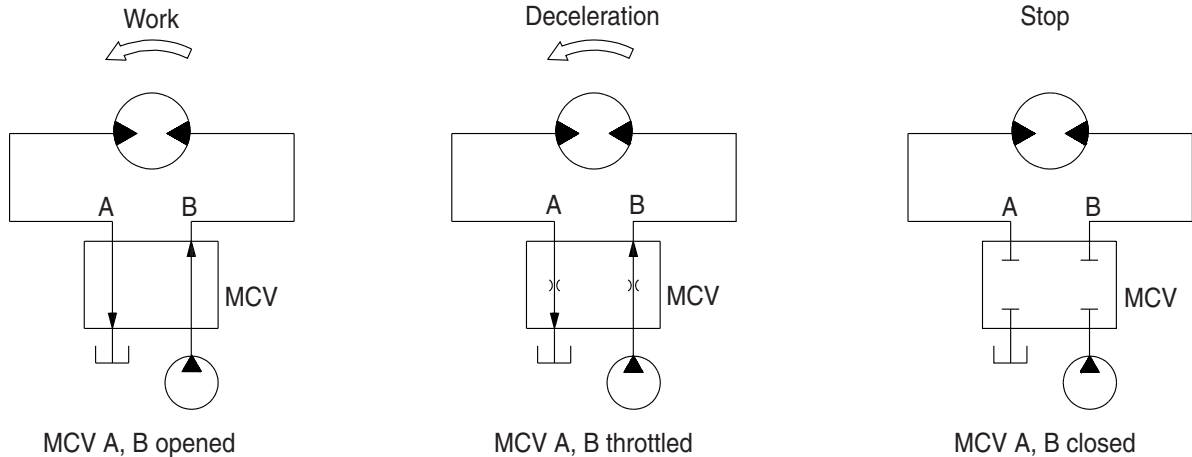 Work
A B
MCV
MCV A, B opened
Deceleration
A B
MCV
MCV A, B throttled
Stop
A B
MCV
MCV A, B closed